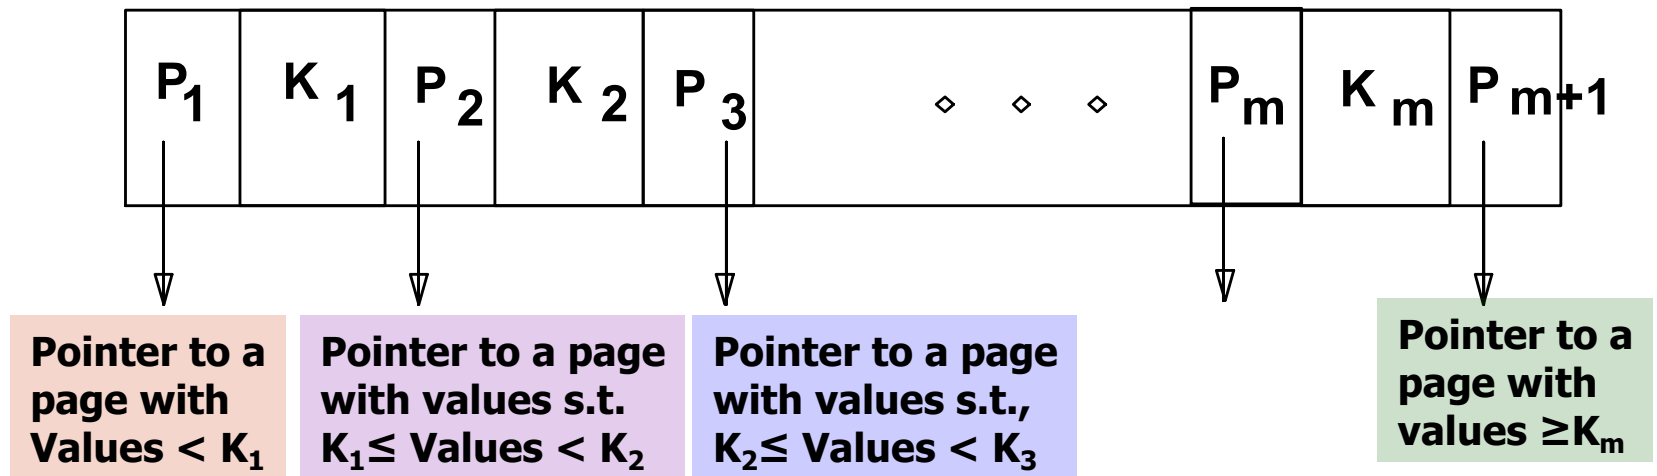 P₁ K₁ P₂ K₂ P₃ ⋄ ⋄ ⋄ Pₘ Kₘ Pₘ₊₁
Pointer to a
page with
Values < K₁
Pointer to a page
with values s.t.
K₁≤ Values < K₂
Pointer to a page
with values s.t.,
K₂≤ Values < K₃
Pointer to a
page with
values ≥Kₘ